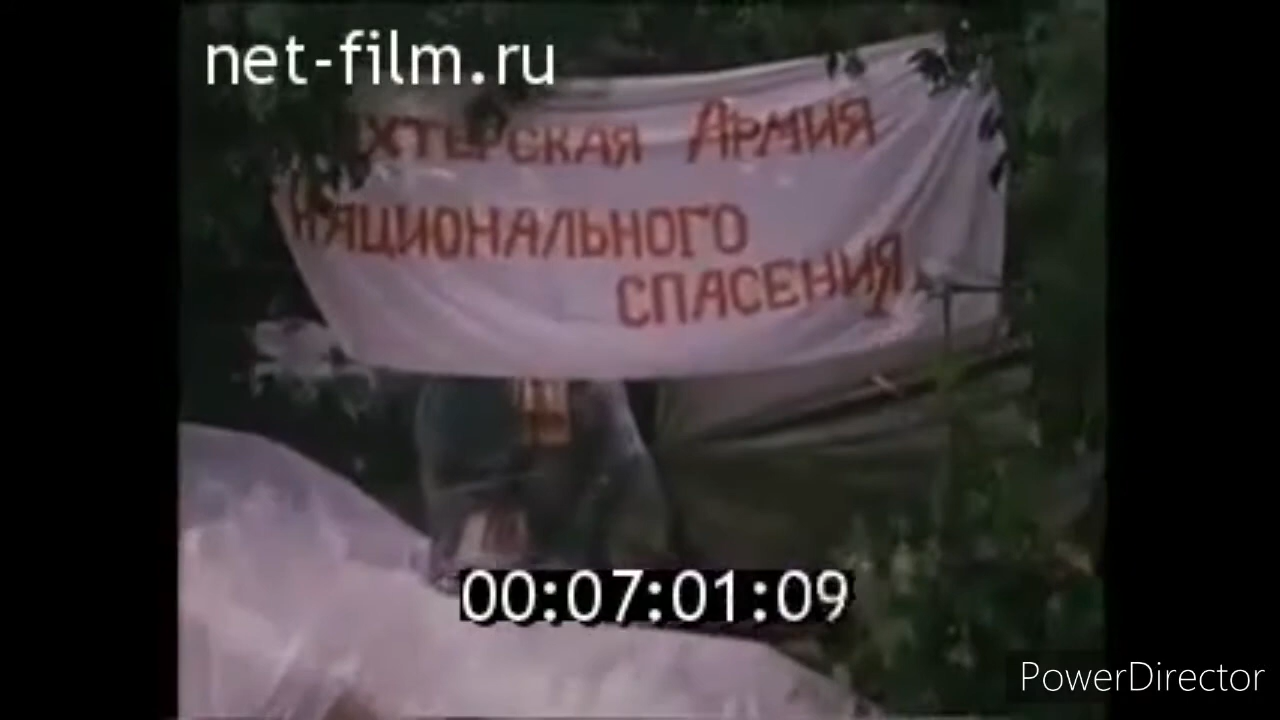 net-film.ru
ХТЕРСКАЯ АРМИЯ
НАЦИОНАЛЬНОГО
СПАСЕНИЯ
00:07:01:09
PowerDirector